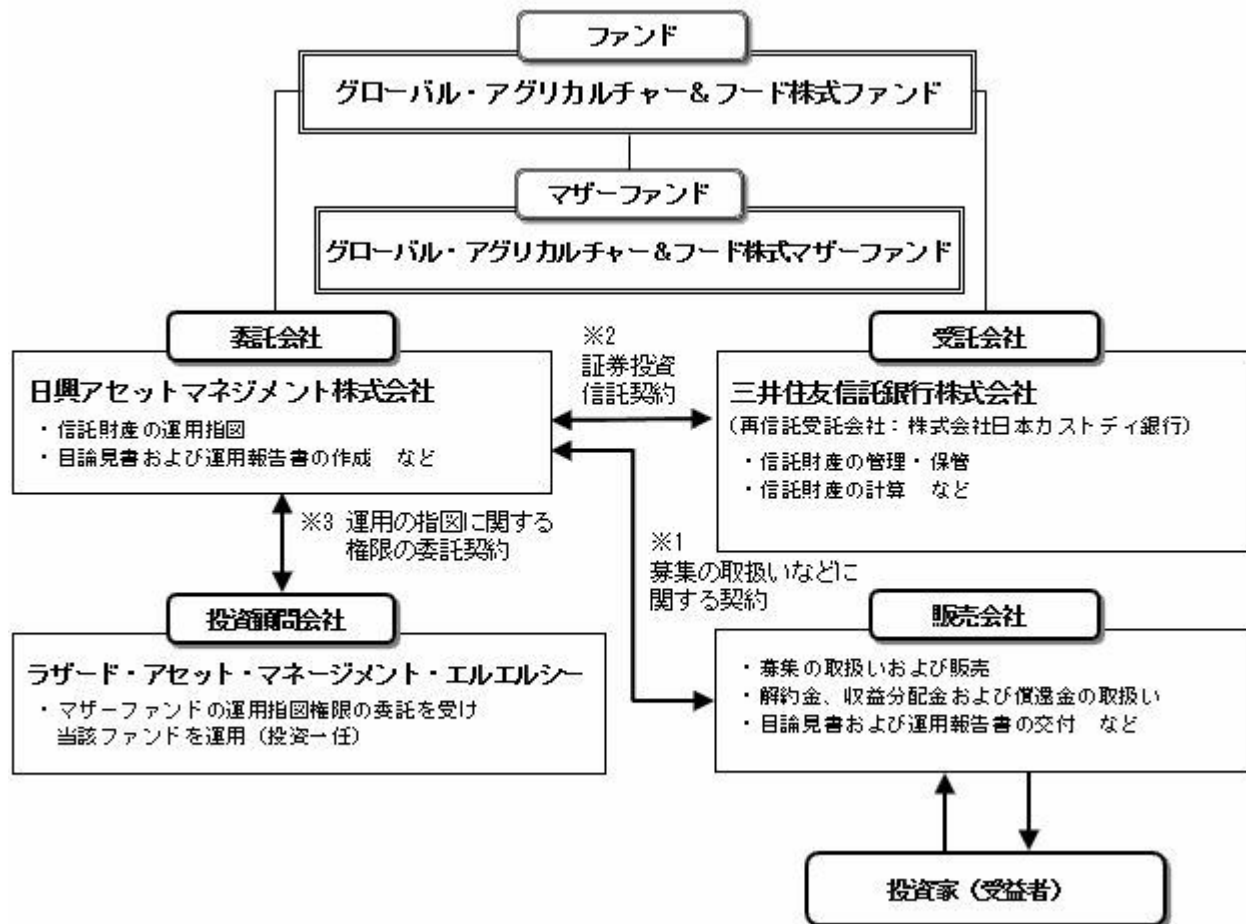 ファンド
グローバル・アグリカルチャー&フード株式ファンド
マザーファンド
グローバル・アグリカルチャー&フード株式マザーファンド
委託会社
日興アセットマネジメント株式会社
・信託財産の運用指図
・目論見書および運用報告書の作成 など
※2
証券投資
信託契約
受託会社
三井住友信託銀行株式会社
(再信託受託会社:株式会社日本カストディ銀行)
・信託財産の管理・保管
・信託財産の計算 など
※3 運用の指図に関する
権限の委託契約
※1
募集の取扱いなどに
関する契約
投資顧問会社
ラザード・アセット・マネージメント・エルエルシー
・マザーファンドの運用指図権限の委託を受け
当該ファンドを運用(投資一任)
販売会社
・募集の取扱いおよび販売
・解約金、収益分配金および償還金の取扱い
・目論見書および運用報告書の交付 など
投資家(受益者)